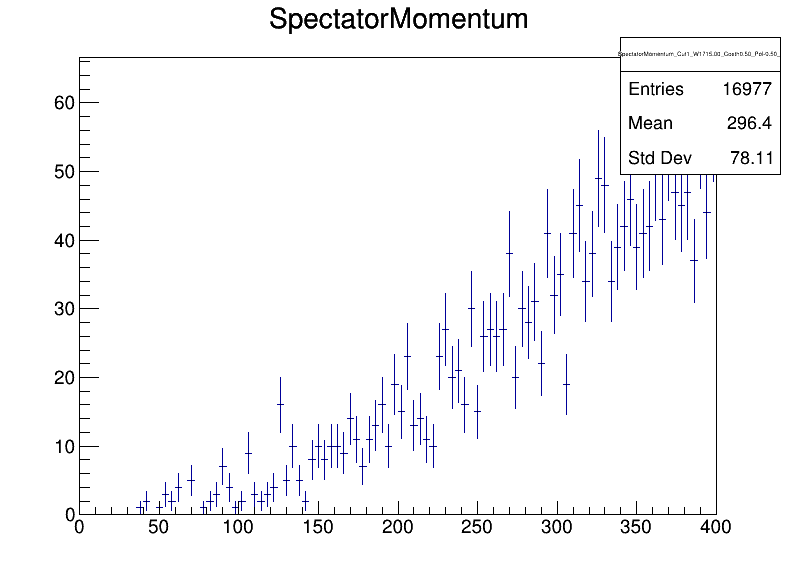 SpectatorMomentum
SpectatorMomentum_Cut1_W1715.00_Costh0.50_Pol-0.50_
Entries 16977
Mean 296.4
Std Dev 78.11
60
50
40
30
20
10
0
0 50 100 150 200 250 300 350 400